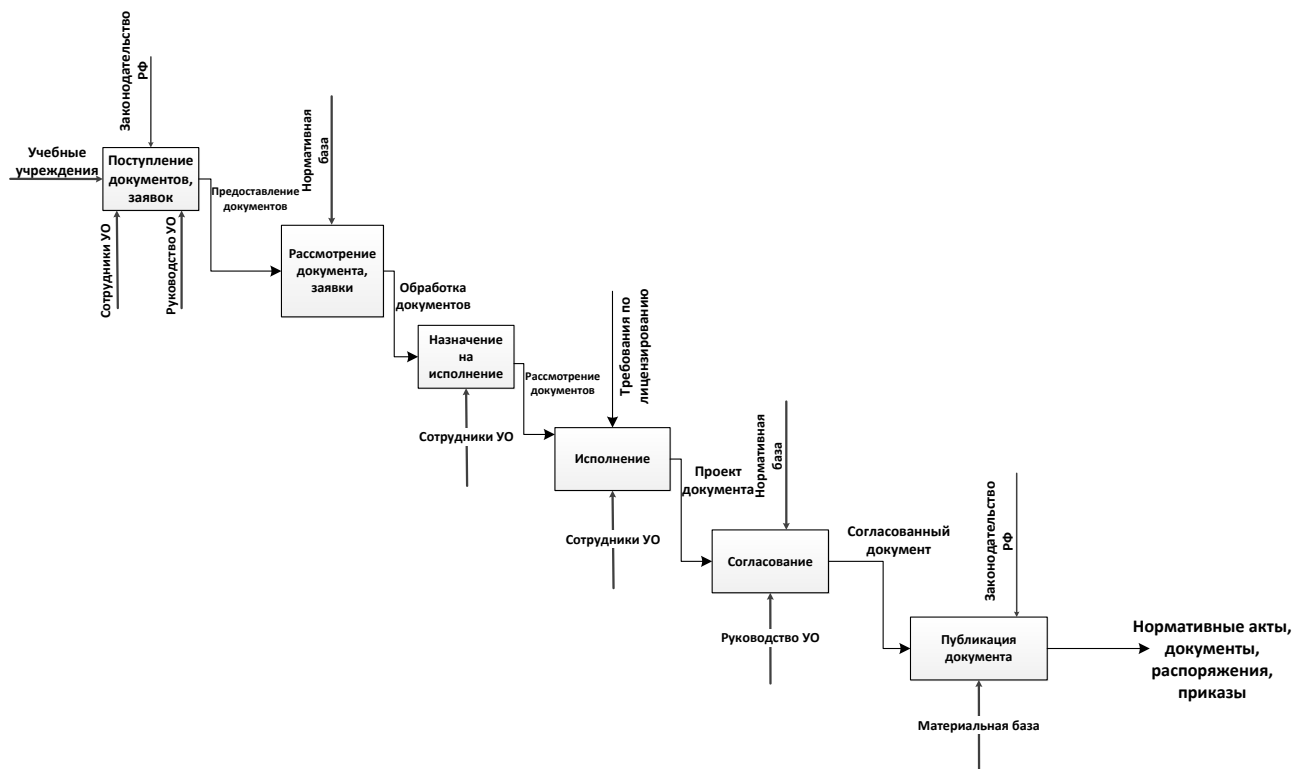 Законодательство
РФ
Учебные
учреждения
Поступление
документов,
заявок
Сотрудники УО
Руководство УО
Предоставление
документов
Нормативная
база
Рассмотрение
документа,
заявки
Обработка
документов
Назначение
на
исполнение
Сотрудники УО
Рассмотрение
документов
Требования по
лицензированию
Исполнение
Сотрудники УО
Проект
документа
Нормативная
база
Согласование
Руководство УО
Согласованный
документ
Законодательство
РФ
Публикация
документа
Материальная база
Нормативные акты,
документы,
распоряжения,
приказы